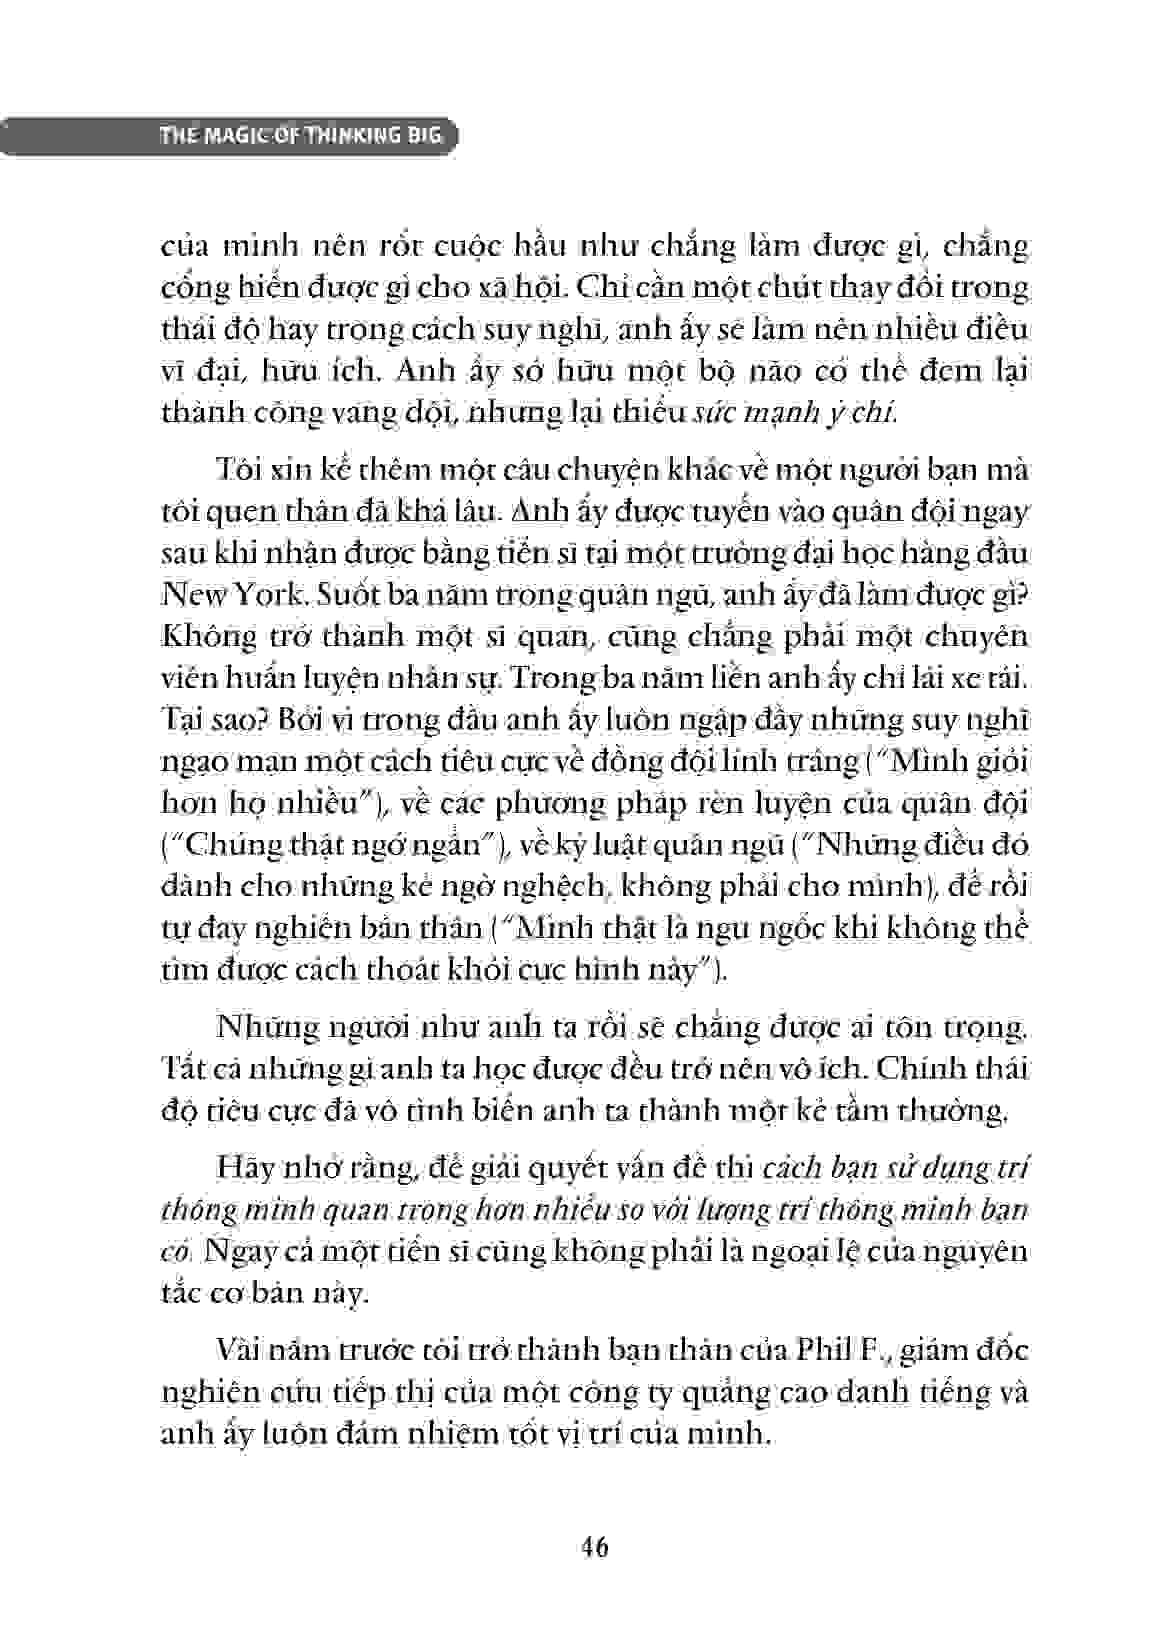 THE MAGIC OF THINKING BIG
của mình nên rốt cuộc hầu như chẳng làm được gì, chẳng
cống hiến được gì cho xã hội. Chỉ cần một chút thay đổi trong
thái độ hay trong cách suy nghĩ, anh ấy sẽ làm nên nhiều điều
vĩ đại, hữu ích. Anh ấy sở hữu một bộ não có thể đem lại
thành công vang dội, nhưng lại thiếu sức mạnh ý chí.
Tôi xin kể thêm một câu chuyện khác về một người bạn mà
tôi quen thân đã khá lâu. Anh ấy được tuyển vào quân đội ngay
sau khi nhận được bằng tiến sĩ tại một trường đại học hàng đầu
New York. Suốt ba năm trong quân ngũ, anh ấy đã làm được gì?
Không trở thành một sĩ quan, cũng chẳng phải một chuyên
viên huấn luyện nhân sự. Trong ba năm liền anh ấy chỉ lái xe tải.
Tại sao? Bởi vì trong đầu anh ấy luôn ngập đầy những suy nghĩ
ngạo mạn một cách tiêu cực về đồng đội lính tráng (“Mình giỏi
hơn họ nhiều”), về các phương pháp rèn luyện của quân đội
(“Chúng thật ngớ ngẩn”), về kỷ luật quân ngũ (“Những điều đó
dành cho những kẻ ngờ nghệch, không phải cho mình), để rồi
tự đay nghiến bản thân (“Mình thật là ngu ngốc khi không thể
tìm được cách thoát khỏi cực hình này”).
Những người như anh ta rồi sẽ chẳng được ai tôn trọng.
Tất cả những gì anh ta học được đều trở nên vô ích. Chính thái
độ tiêu cực đã vô tình biến anh ta thành một kẻ tầm thường.
Hãy nhớ rằng, để giải quyết vấn đề thì cách bạn sử dụng trí
thông minh quan trọng hơn nhiều so với lượng trí thông minh bạn
có. Ngay cả một tiến sĩ cũng không phải là ngoại lệ của nguyên
tắc cơ bản này.
Vài năm trước tôi trở thành bạn thân của Phil F., giám đốc
nghiên cứu tiếp thị của một công ty quảng cáo danh tiếng và
anh ấy luôn đảm nhiệm tốt vị trí của mình.
46